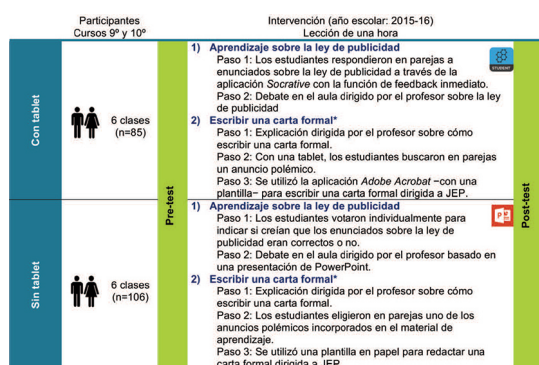 Participantes
Cursos 9º y 10º
Intervención (año escolar: 2015-16)
Lección de una hora
Con tablet
6 clases
(n=85)
Pre-test
1) Aprendizaje sobre la ley de publicidad
Paso 1: Los estudiantes respondieron en parejas a
enunciados sobre la ley de publicidad a través de la
aplicación Socrative con la función de feedback inmediato.
Paso 2: Debate en el aula dirigido por el profesor sobre la ley
de publicidad
2) Escribir una carta formal*
Paso 1: Explicación dirigida por el profesor sobre cómo
escribir una carta formal.
Paso 2: Con una tablet, los estudiantes buscaron en parejas
un anuncio polémico.
Paso 3: Se utilizó la aplicación Adobe Acrobat −con una
plantilla− para escribir una carta formal dirigida a JEP.
STUDENT
Post-test
Sin tablet
6 clases
(n=106)
1) Aprendizaje sobre la ley de publicidad
Paso 1: Los estudiantes votaron individualmente para
indicar si creían que los enunciados sobre la ley de
publicidad eran correctos o no.
Paso 2: Debate en el aula dirigido por el profesor basado en
una presentación de PowerPoint.
2) Escribir una carta formal*
Paso 1: Explicación dirigida por el profesor sobre cómo
escribir una carta formal.
Paso 2: Los estudiantes eligieron en parejas uno de los
anuncios polémicos incorporados en el material de
aprendizaje.
Paso 3: Se utilizó una plantilla en papel para redactar una
carta formal dirigida a JEP.
P